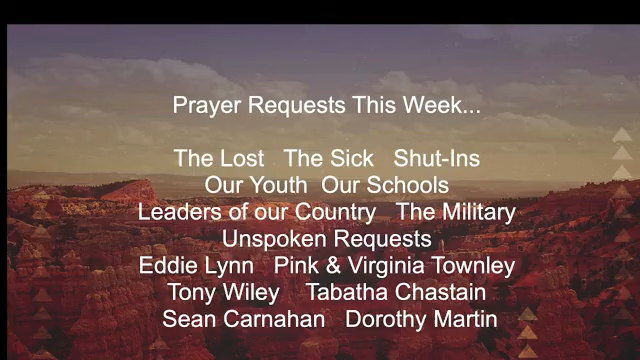 Prayer Requests This Week...
The Lost The Sick Shut-Ins
Our Youth Our Schools
Leaders of our Country The Military
Unspoken Requests
Eddie Lynn Pink & Virginia Townley
Tony Wiley Tabatha Chastain
Sean Carnahan Dorothy Martin